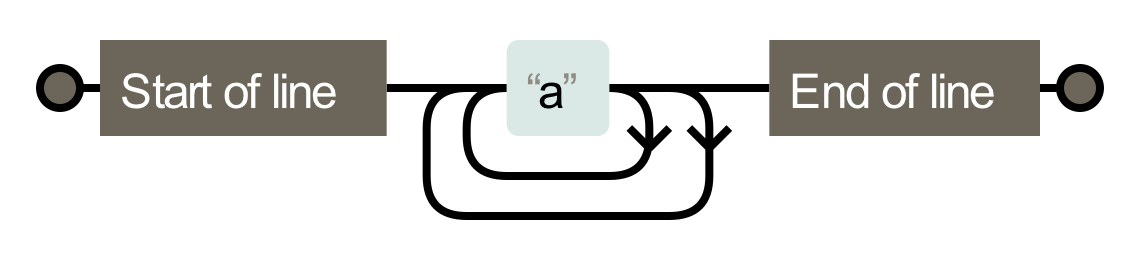 Start of line “a” End of line